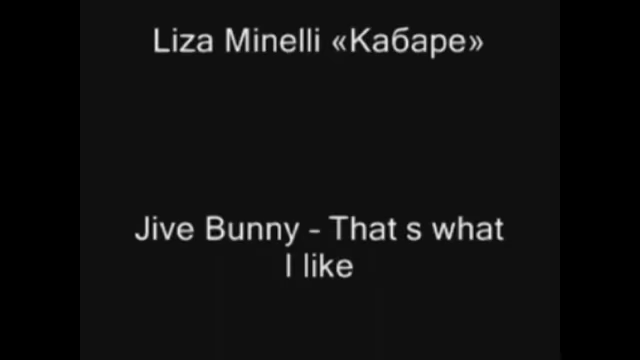 Liza Minelli «Кабаре»
Jive Bunny - That s what
I like